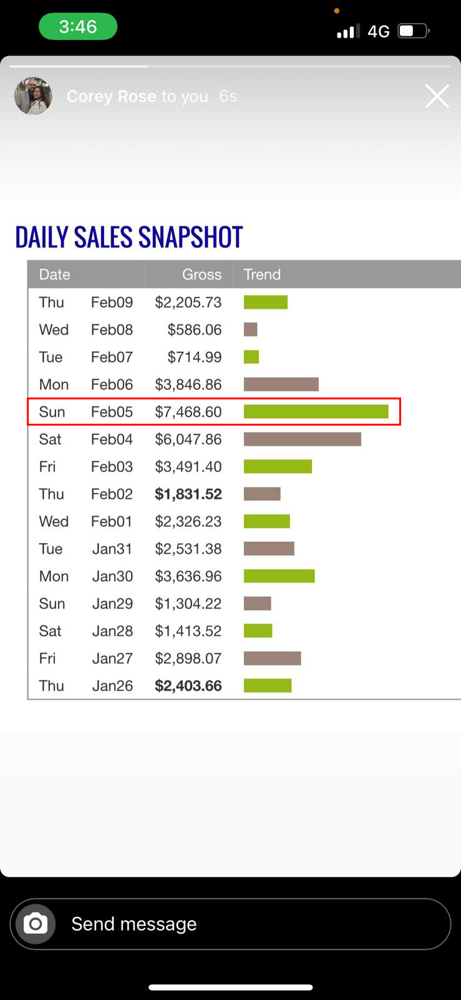 3:46 4G
Corey Rose to you 6s
DAILY SALES SNAPSHOT
Date Gross Trend
Thu Feb09 $2,205.73
Wed Feb08 $586.06
Tue Feb07 $714.99
Mon Feb06 $3,846.86
Sun Feb05 $7,468.60
Sat Feb04 $6,047.86
Fri Feb03 $3,491.40
Thu Feb02 $1,831.52
Wed Feb01 $2,326.23
Tue Jan31 $2,531.38
Mon Jan30 $3,636.96
Sun Jan29 $1,304.22
Sat Jan28 $1,413.52
Fri Jan27 $2,898.07
Thu Jan26 $2,403.66
Send message